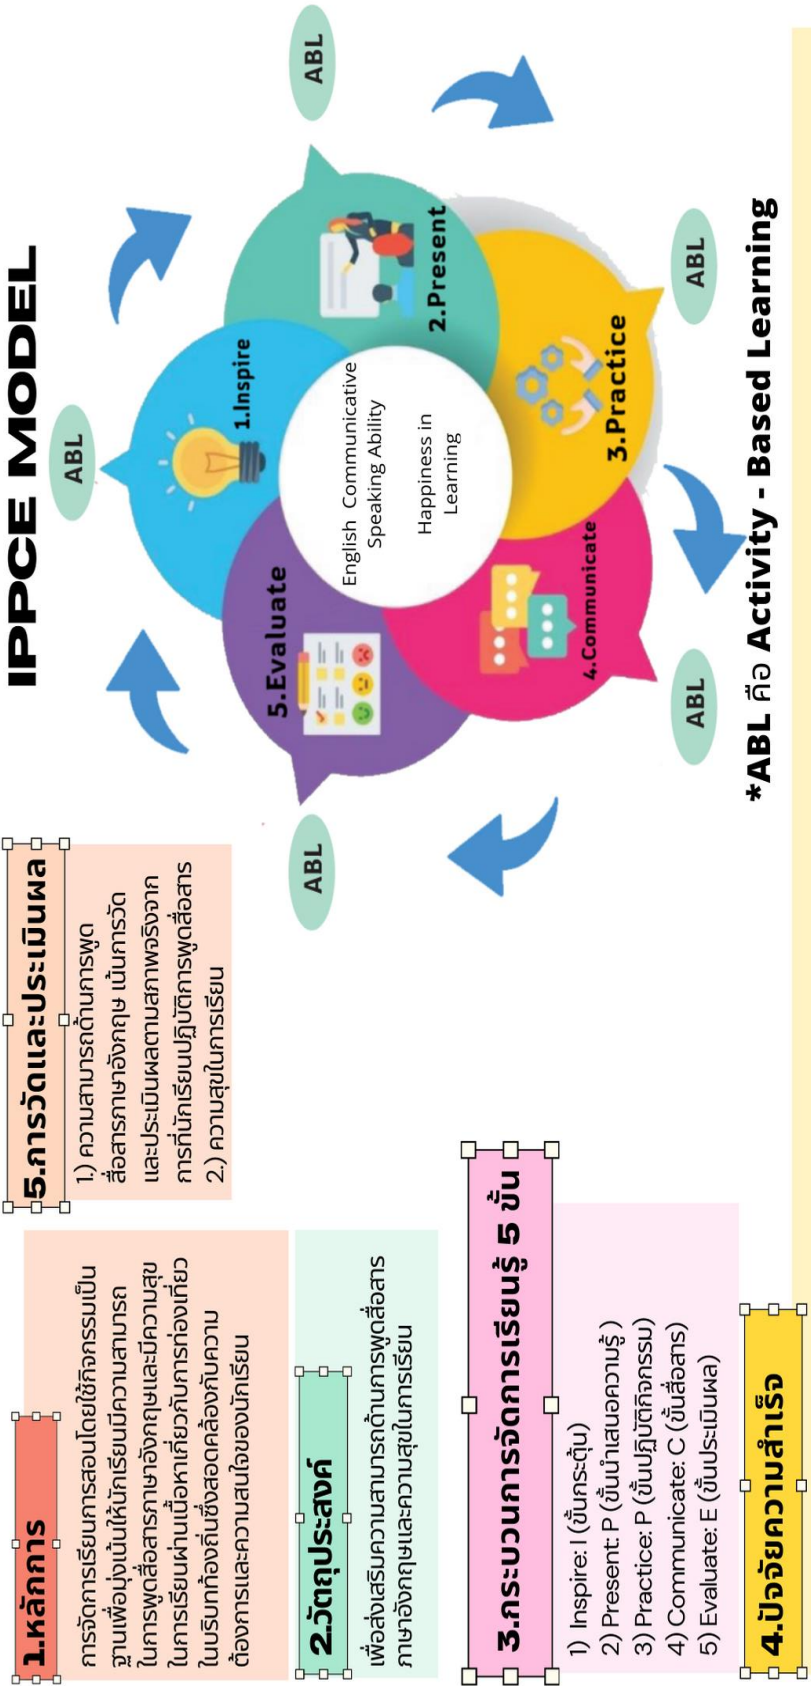 IPPCE MODEL
1.หลักการ
การจัดการเรียนการสอนโดยใช้กิจกรรมเป็น
ฐานเพื่อมุ่งเน้นให้นักเรียนมีความสามารถ
ในการพูดสื่อสารภาษาอังกฤษและมีความสุข
ในการเรียนผ่านเนื้อหาเกี่ยวกับการท่องเที่ยว
ในบริบทท้องถิ่นซึ่งสอดคล้องกับความ
ต้องการและความสนใจของนักเรียน
2.วัตถุประสงค์
เพื่อส่งเสริมความสามารถด้านการพูดสื่อสาร
ภาษาอังกฤษและความสุขในการเรียน
3.กระบวนการจัดการเรียนรู้ 5 ขั้น
1) Inspire: I (ขั้นกระตุ้น)
2) Present: P (ขั้นนำเสนอความรู้ )
3) Practice: P (ขั้นปฏิบัติกิจกรรม)
4) Communicate: C (ขั้นสื่อสาร)
5) Evaluate: E (ขั้นประเมินผล)
4.ปัจจัยความสำเร็จ
5.การวัดและประเมินผล
1.) ความสามารถด้านการพูด
สื่อสารภาษาอังกฤษ เน้นการวัด
และประเมินผลตามสภาพจริงจาก
การที่นักเรียนปฏิบัติการพูดสื่อสาร
2.) ความสุขในการเรียน
ABL
1.Inspire
ABL
2.Present
ABL
3.Practice
ABL
4.Communicate
ABL
5.Evaluate
English Communicative
Speaking Ability
Happiness in
Learning
*ABL คือ Activity - Based Learning